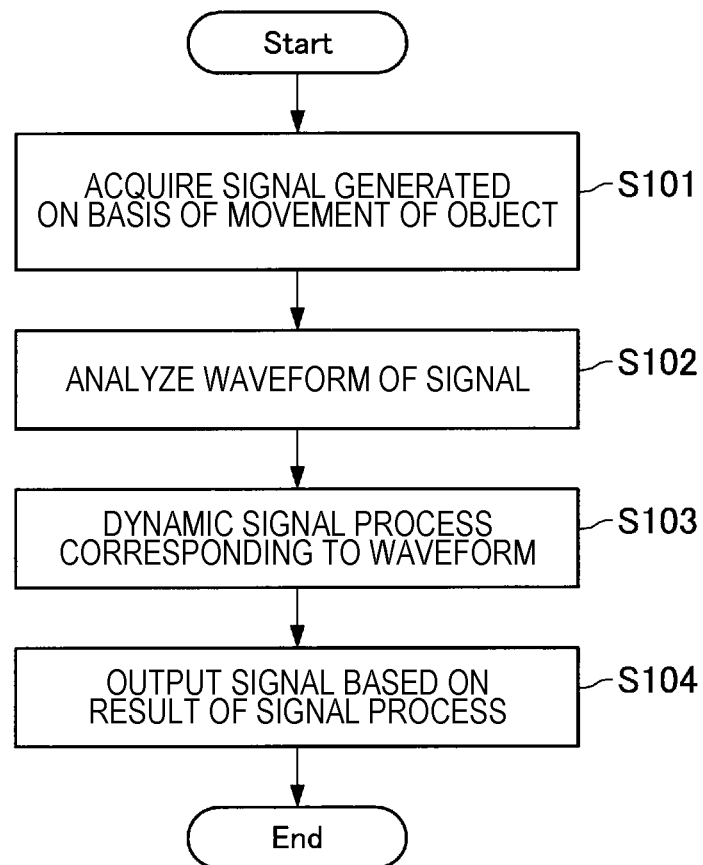 Start
ACQUIRE SIGNAL GENERATED
ON BASIS OF MOVEMENT OF OBJECT
S101
ANALYZE WAVEFORM OF SIGNAL
S102
DYNAMIC SIGNAL PROCESS
CORRESPONDING TO WAVEFORM
S103
OUTPUT SIGNAL BASED ON
RESULT OF SIGNAL PROCESS
S104
End